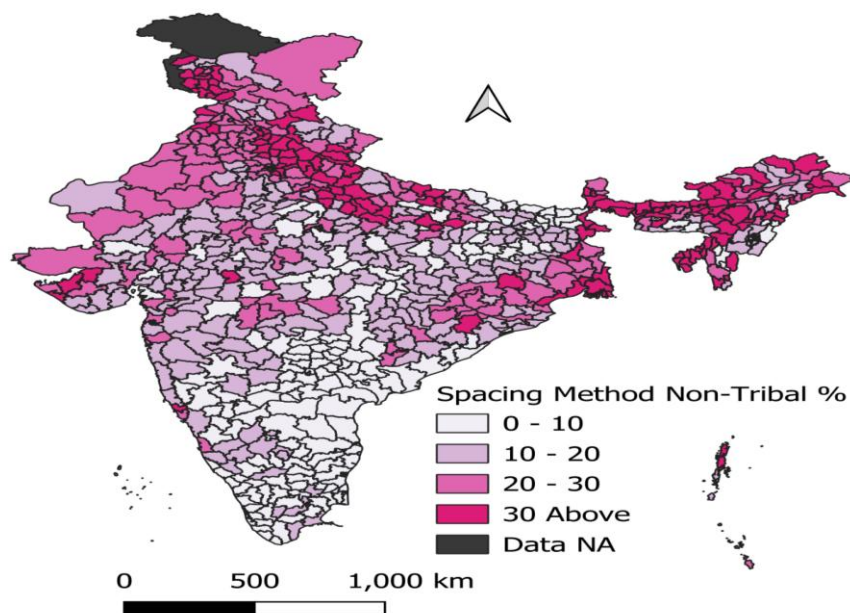 Spacing Method Non-Tribal %
0 - 10
10 - 20
20 - 30
30 Above
Data NA
0 500 1,000 km